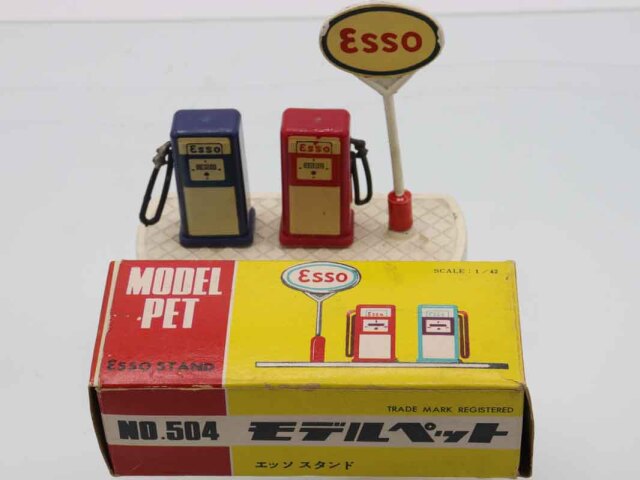 Esso
Esso
Esso
MODEL
PET
ESSO STAND
Esso
SCALE : 1/42
TRADE MARK REGISTERED
NO.504
モデルペット
エッソ スタンド